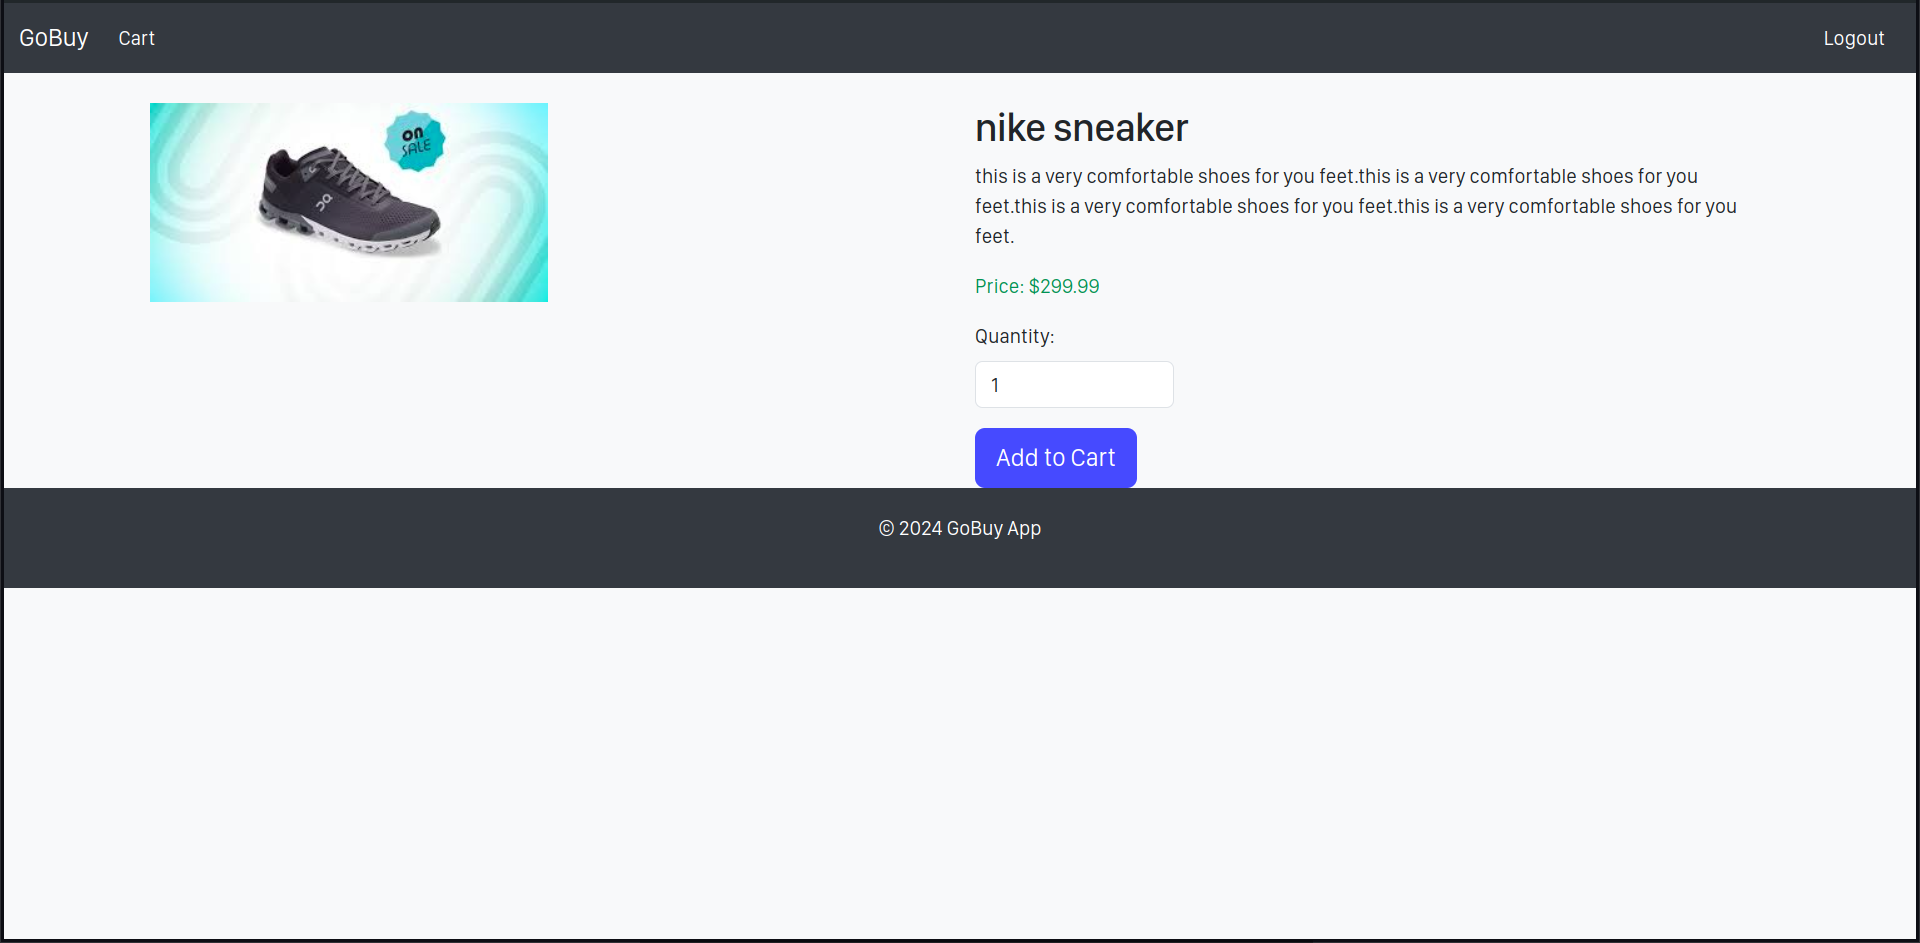 GoBuy Cart Logout
on
SALE
nike sneaker
this is a very comfortable shoes for you feet.this is a very comfortable shoes for you
feet.this is a very comfortable shoes for you feet.this is a very comfortable shoes for you
feet.
Price: $299.99
Quantity:
1
Add to Cart
© 2024 GoBuy App